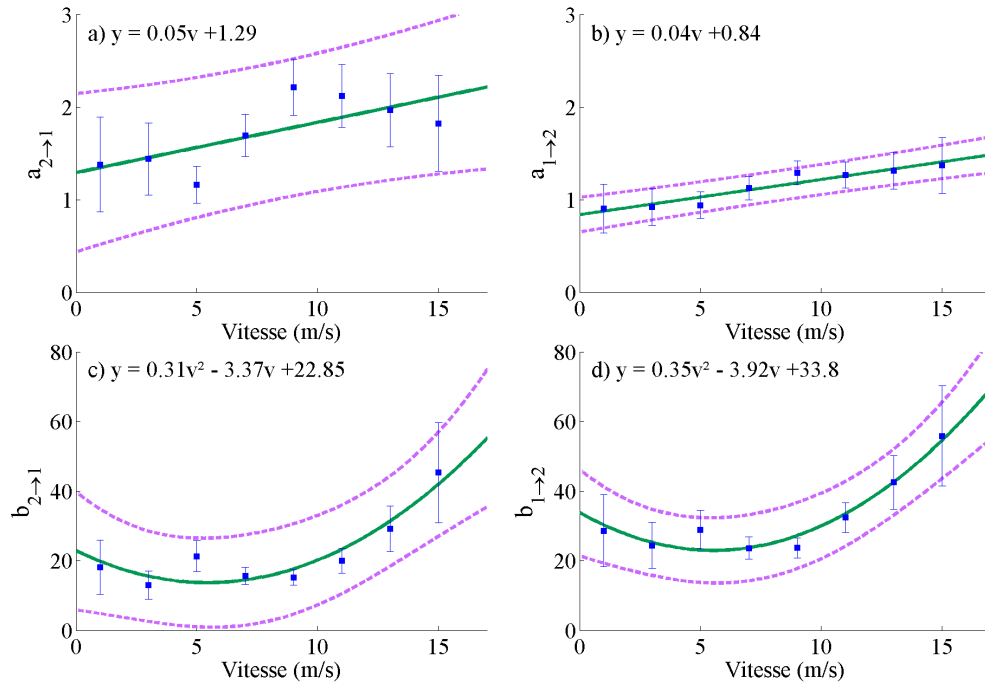 a) y = 0.05v +1.29
a2→1
3
2
1
0
0 5 10 15
Vitesse (m/s)
b) y = 0.04v +0.84
a1→2
3
2
1
0
0 5 10 15
Vitesse (m/s)
c) y = 0.31v² - 3.37v +22.85
b2→1
80
60
40
20
0
0 5 10 15
Vitesse (m/s)
d) y = 0.35v² - 3.92v +33.8
b1→2
80
60
40
20
0
0 5 10 15
Vitesse (m/s)